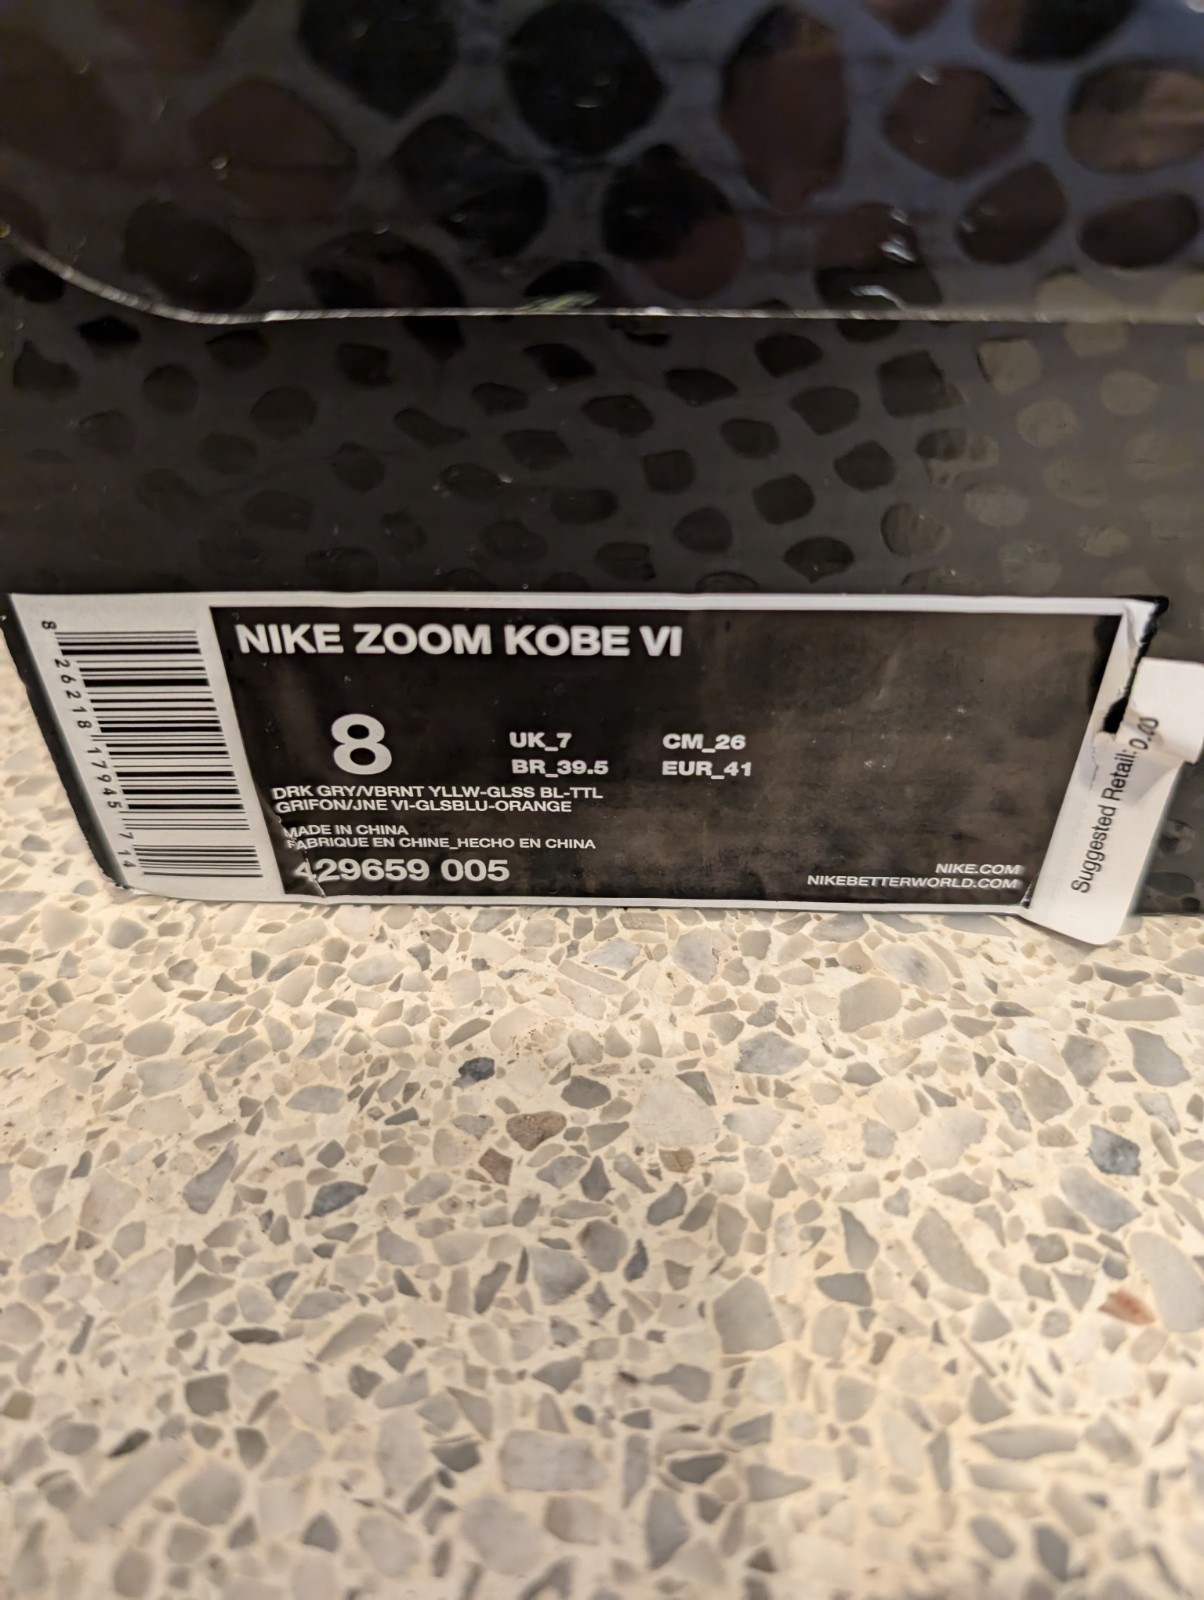 NIKE ZOOM KOBE VI
8
UK_7 CM_26
BR_39.5 EUR_41
DRK GRY/VBRNT YLLW-GLSS BL-TTL
GRIFON/JNE VI-GLSBLU-ORANGE
MADE IN CHINA
FABRIQUE EN CHINE_HECHO EN CHINA
429659 005
NIKE.COM
NIKEBETTERWORLD.COM
8 26218 17945 714
Suggested Retail: 0.00